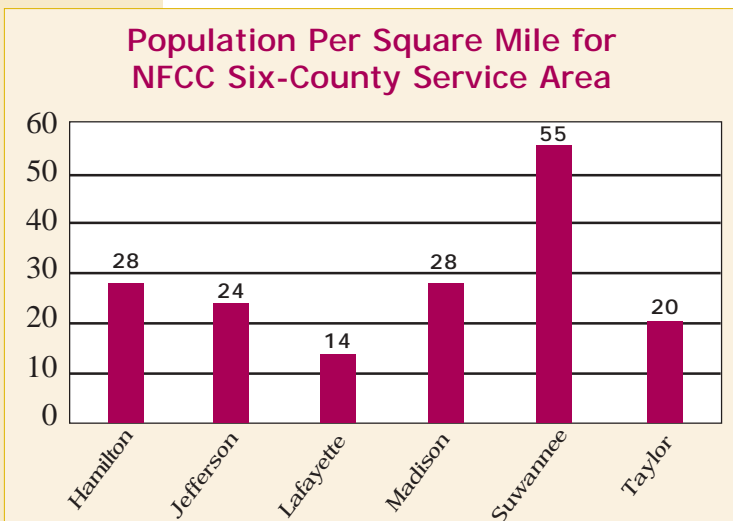 Population Per Square Mile for
NFCC Six-County Service Area
60
50
40
30
20
10
0
28
24
14
28
55
20
Hamilton
Jefferson
Lafayette
Madison
Suwannee
Taylor